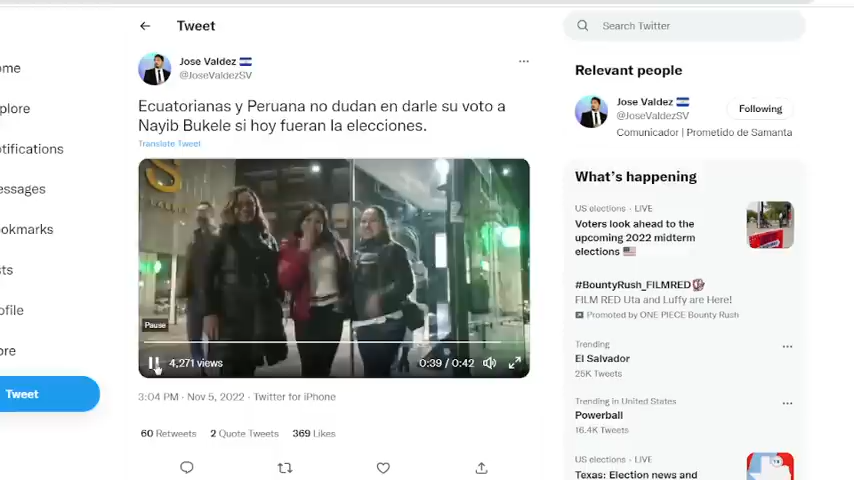 Tweet
Search Twitter
Jose Valdez
@JoseValdezSV
Ecuatorianas y Peruana no dudan en darle su voto a
Nayib Bukele si hoy fueran la elecciones.
Translate Tweet
Pause
4,271 views
0:39 / 0:42
3:04 PM · Nov 5, 2022 · Twitter for iPhone
60 Retweets 2 Quote Tweets 369 Likes
ome
plore
otifications
essages
okmarks
sts
ofile
ore
Tweet
Relevant people
Jose Valdez
@JoseValdezSV
Following
Comunicador | Prometido de Samanta
What's happening
US elections · LIVE
Voters look ahead to the
upcoming 2022 midterm
elections
#BountyRush_FILMRED
FILM RED Uta and Luffy are Here!
Promoted by ONE PIECE Bounty Rush
Trending
El Salvador
25K Tweets
Trending in United States
Powerball
16.4K Tweets
US elections · LIVE
Texas: Election news and